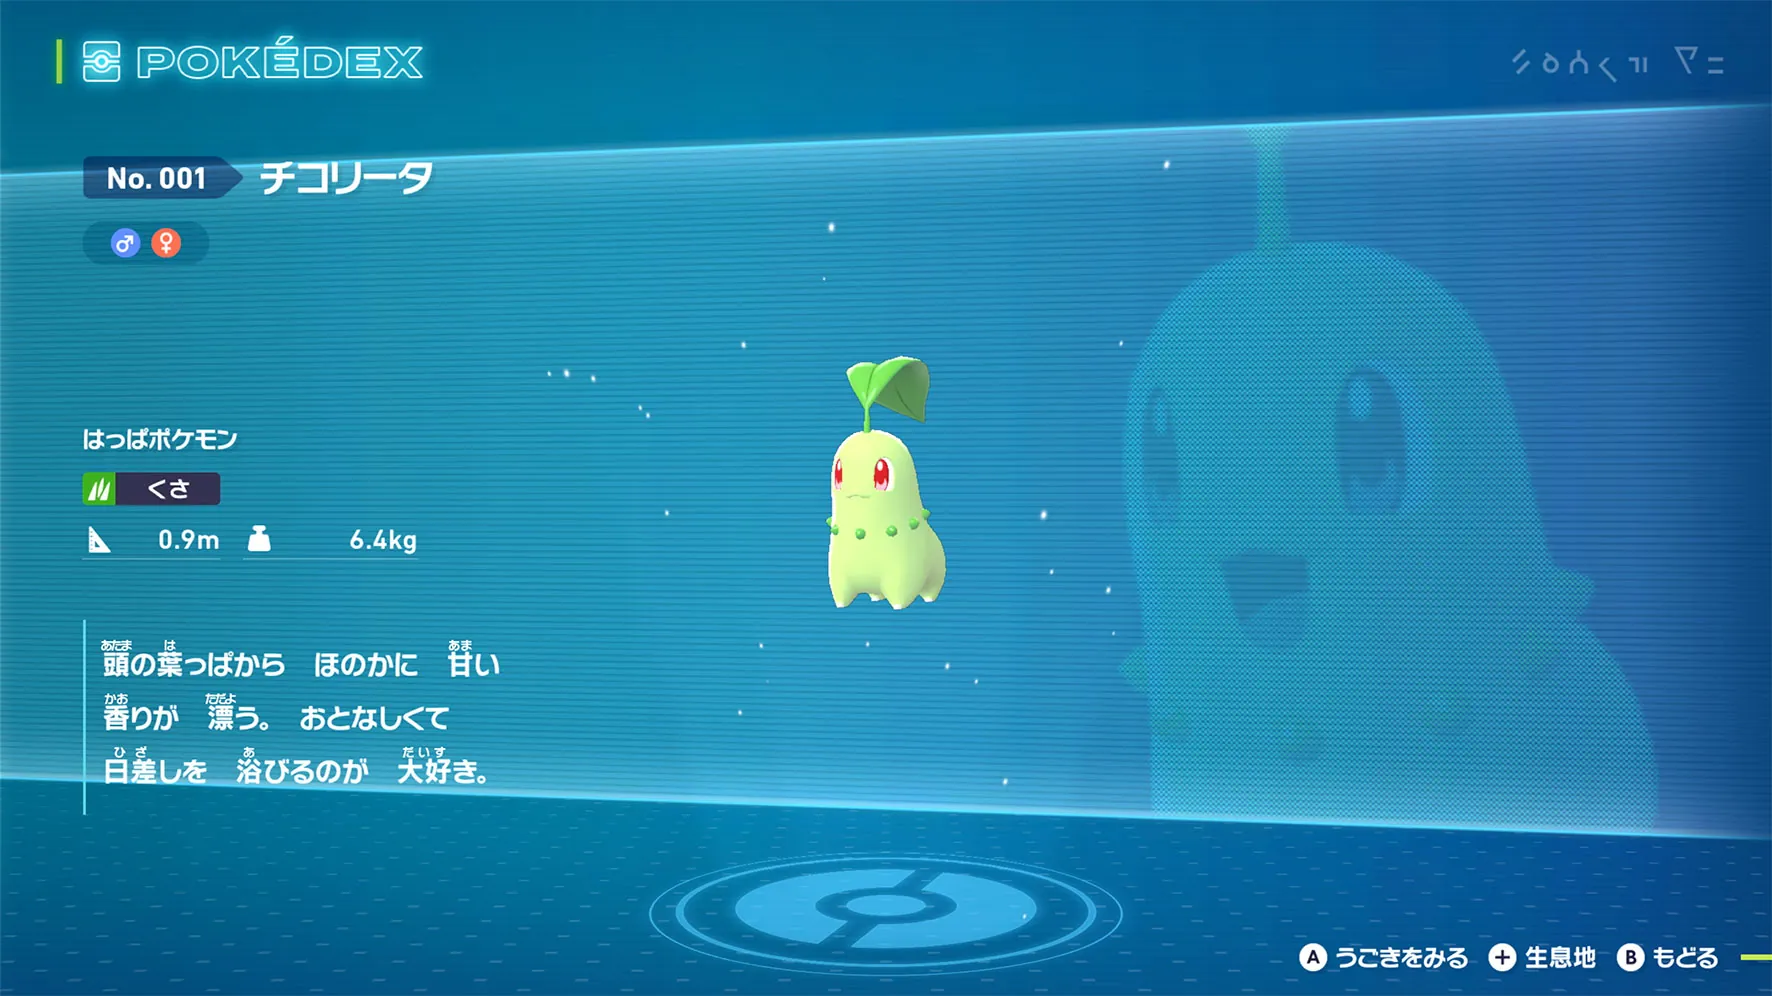 POKÉDEX
No. 001 チコリータ
♂ ♀
はっぱポケモン
くさ
0.9m 6.4kg
頭の葉っぱから ほのかに 甘い
香りが 漂う。 おとなしくて
日差しを 浴びるのが 大好き。
A うごきをみる + 生息地 B もどる